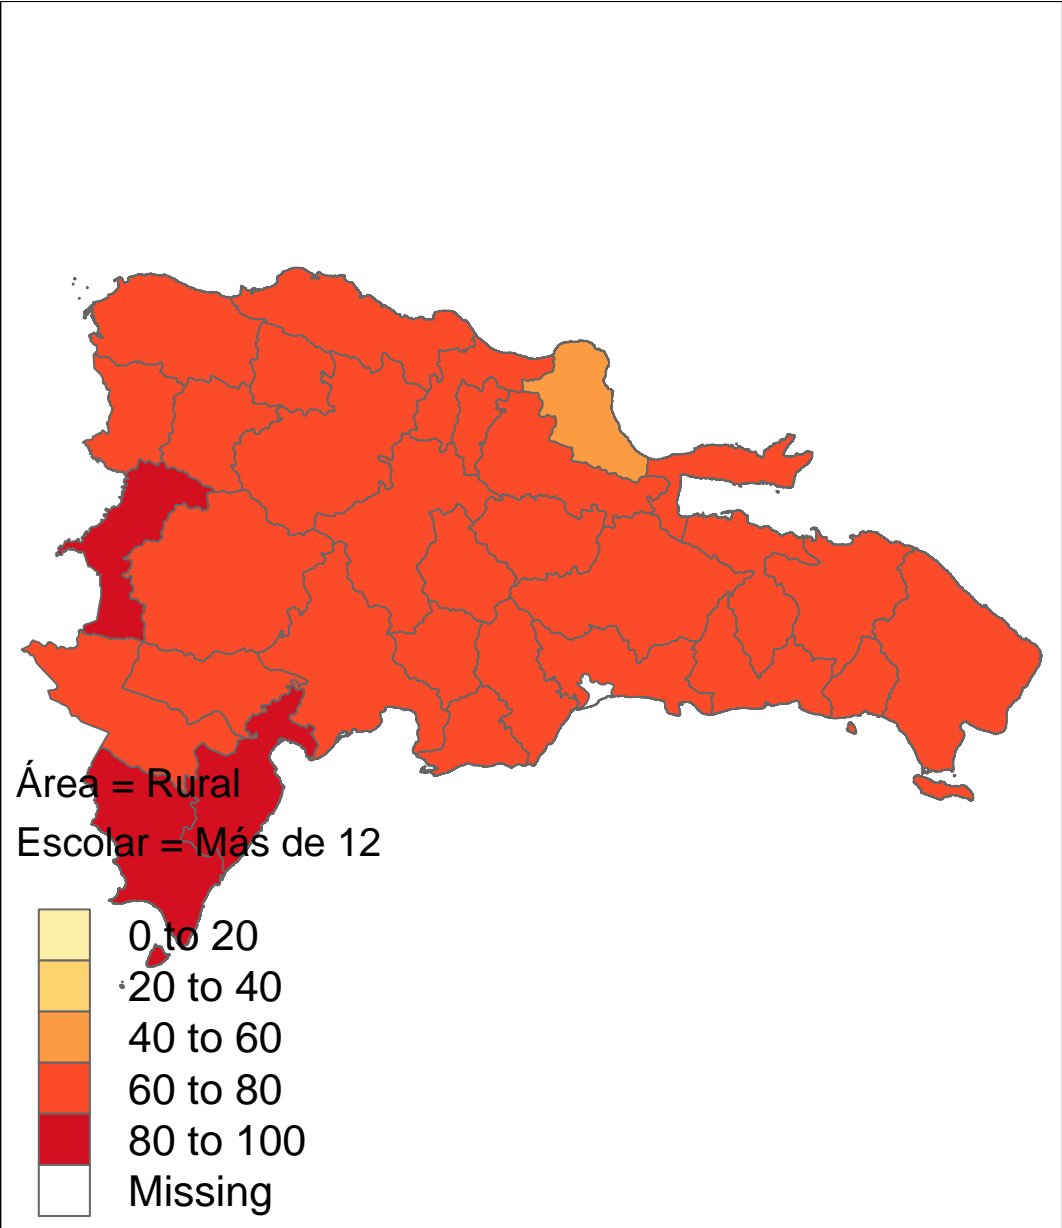 Área = Rural
Escolar = Más de 12
0 to 20
20 to 40
40 to 60
60 to 80
80 to 100
Missing